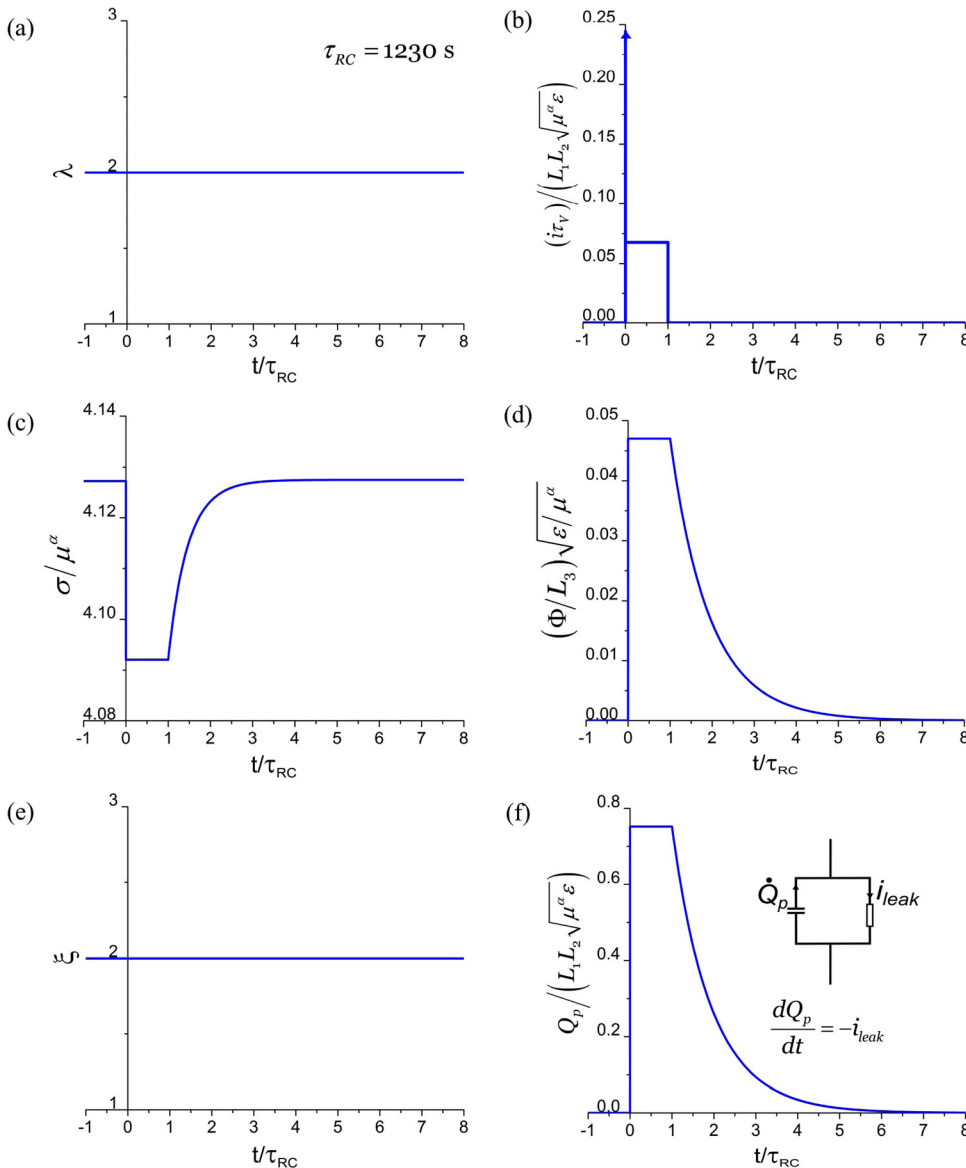 (a)
3
τ_RC = 1230 s
λ
2
1
-1 0 1 2 3 4 5 6 7 8
t/τ_RC
(b)
0.25
0.20
(iτ_V)/(L₁L₂√(μ^α ε))
0.15
0.10
0.05
0.00
-1 0 1 2 3 4 5 6 7 8
t/τ_RC
(c)
4.14
4.12
σ/μ^α
4.10
4.08
-1 0 1 2 3 4 5 6 7 8
t/τ_RC
(d)
0.05
0.04
0.03
(Φ/L₃)√(ε/μ^α)
0.02
0.01
0.00
-1 0 1 2 3 4 5 6 7 8
t/τ_RC
(e)
3
ξ
2
1
-1 0 1 2 3 4 5 6 7 8
t/τ_RC
(f)
0.8
0.6
Q̇_p
i_leak
Q_p/(L₁L₂√(μ^α ε))
0.4
dQ_p/dt = −i_leak
0.2
0.0
-1 0 1 2 3 4 5 6 7 8
t/τ_RC